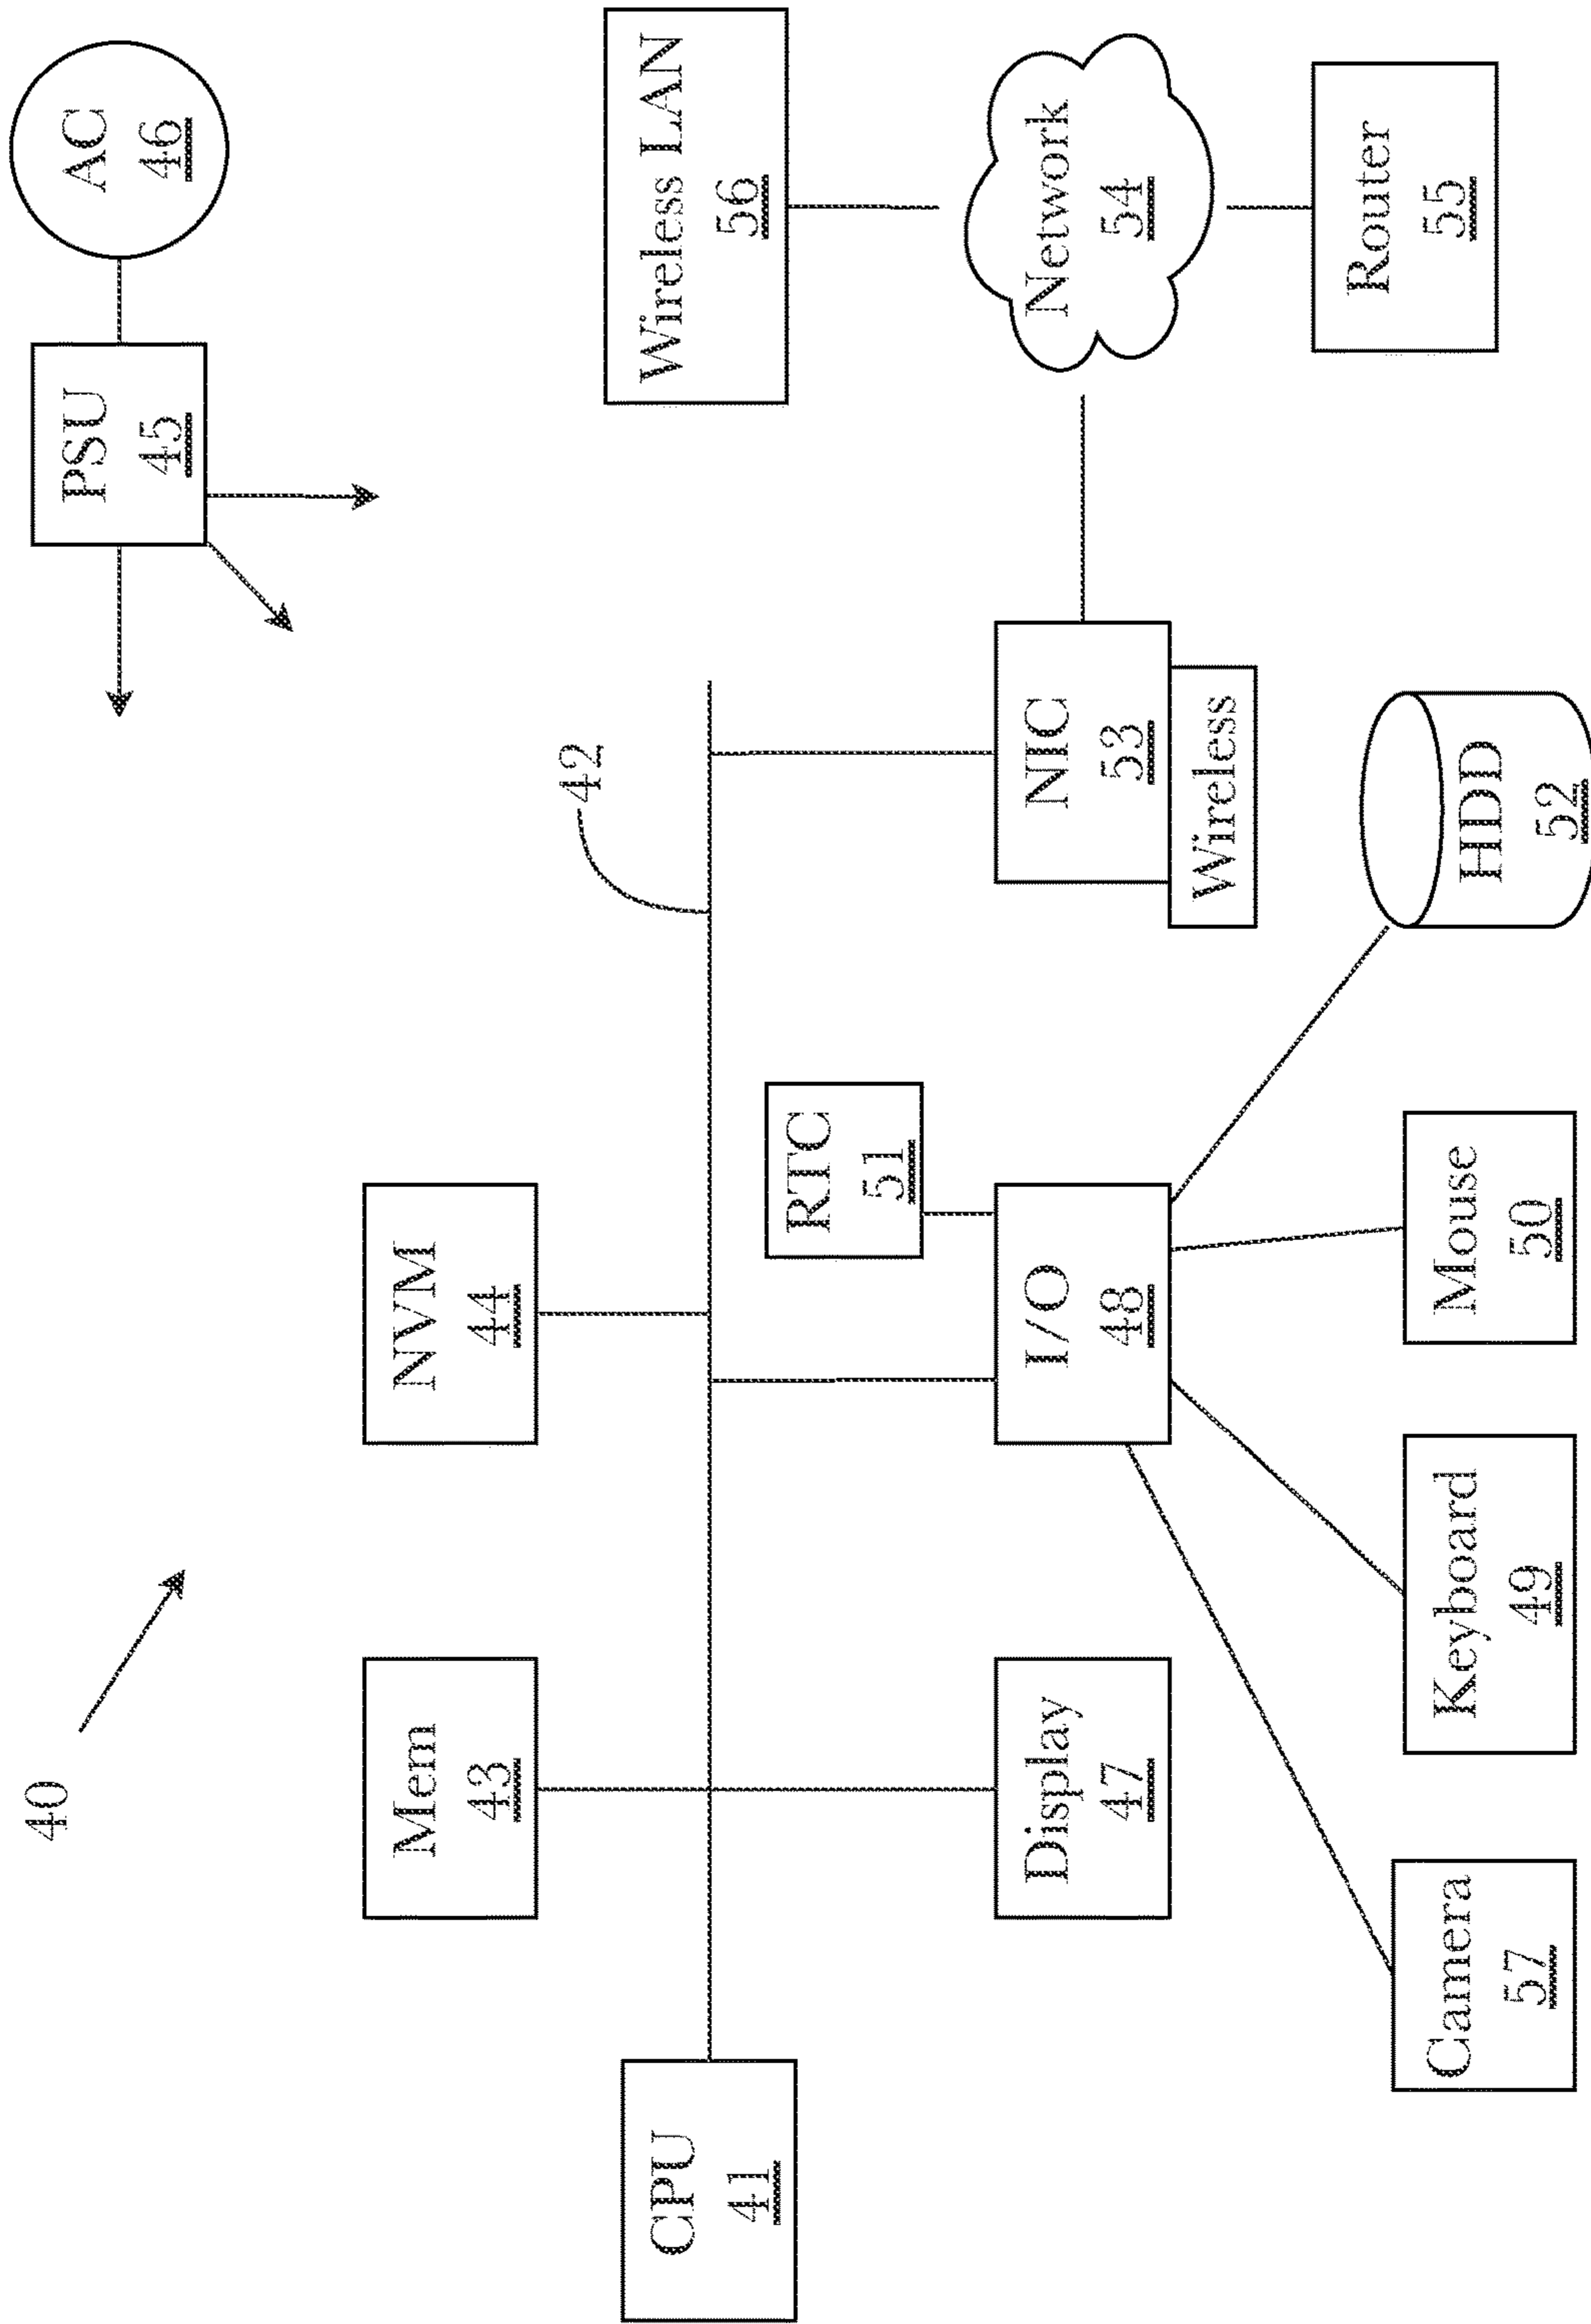 40
AC
46
PSU
45
Mem
43
NVM
44
42
CPU
41
Wireless LAN
56
RTC
51
Display
47
I/O
48
NIC
53
Wireless
Network
54
Camera
57
Keyboard
49
Mouse
50
HDD
52
Router
55